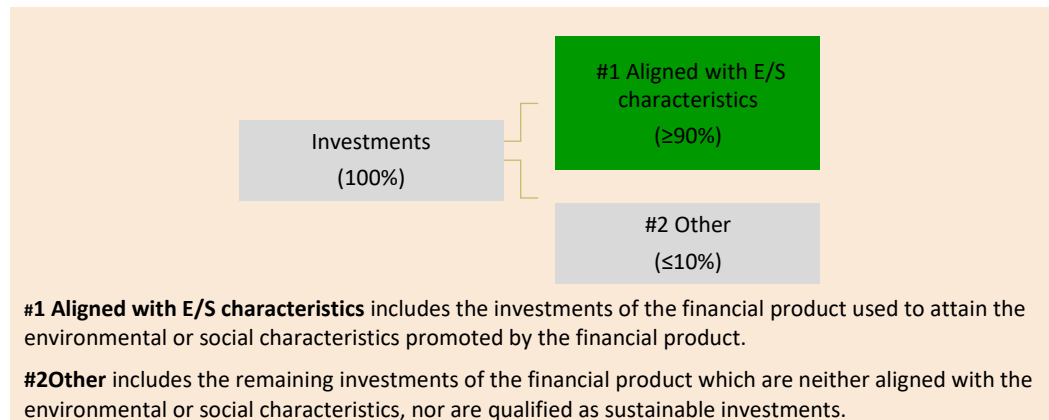 #1 Aligned with E/S
characteristics
(≥90%)
Investments
(100%)
#2 Other
(≤10%)
#1 Aligned with E/S characteristics includes the investments of the financial product used to attain the
environmental or social characteristics promoted by the financial product.
#2Other includes the remaining investments of the financial product which are neither aligned with the
environmental or social characteristics, nor are qualified as sustainable investments.